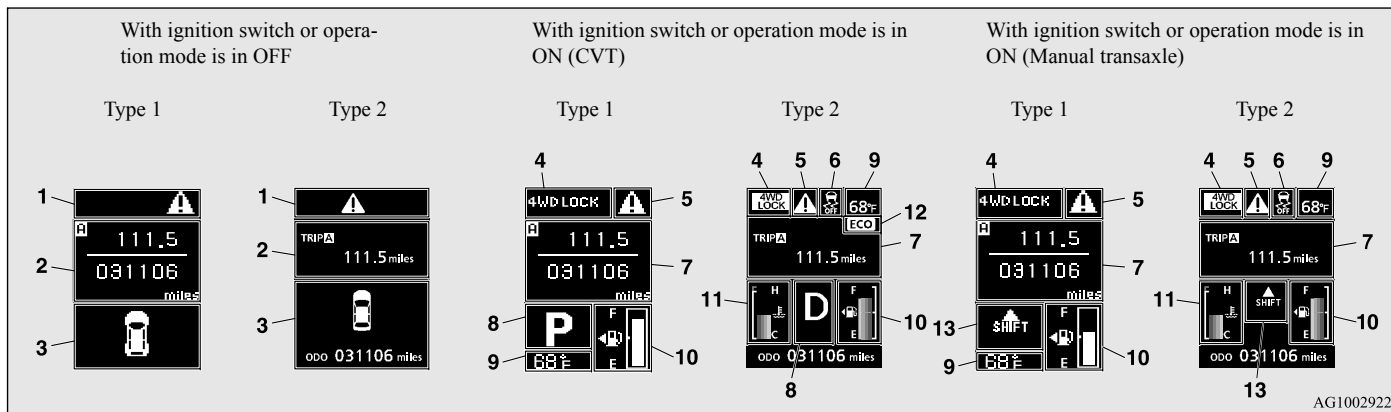 With ignition switch or opera-
tion mode is in OFF
With ignition switch or operation mode is in
ON (CVT)
With ignition switch or operation mode is in
ON (Manual transaxle)
Type 1
Type 2
Type 1
Type 2
Type 1
Type 2
1
A
111.5
031106
miles
2
3
1
TRIP A
111.5 miles
2
ODO 031106 miles
3
4
4WD LOCK
5
A
111.5
031106
miles
7
8
P
F
E
10
9
68°F
4
5
6
9
4WD
LOCK
OFF
68°F
ECO
12
TRIP A
111.5 miles
7
11
F H
C
D
F
E
10
ODO 031106 miles
8
4
4WD LOCK
5
A
111.5
031106
miles
7
13
SHIFT
F
E
10
9
68°F
4
5
6
9
4WD
LOCK
OFF
68°F
TRIP A
111.5 miles
7
11
F H
C
SHIFT
F
E
10
ODO 031106 miles
13
AG1002922